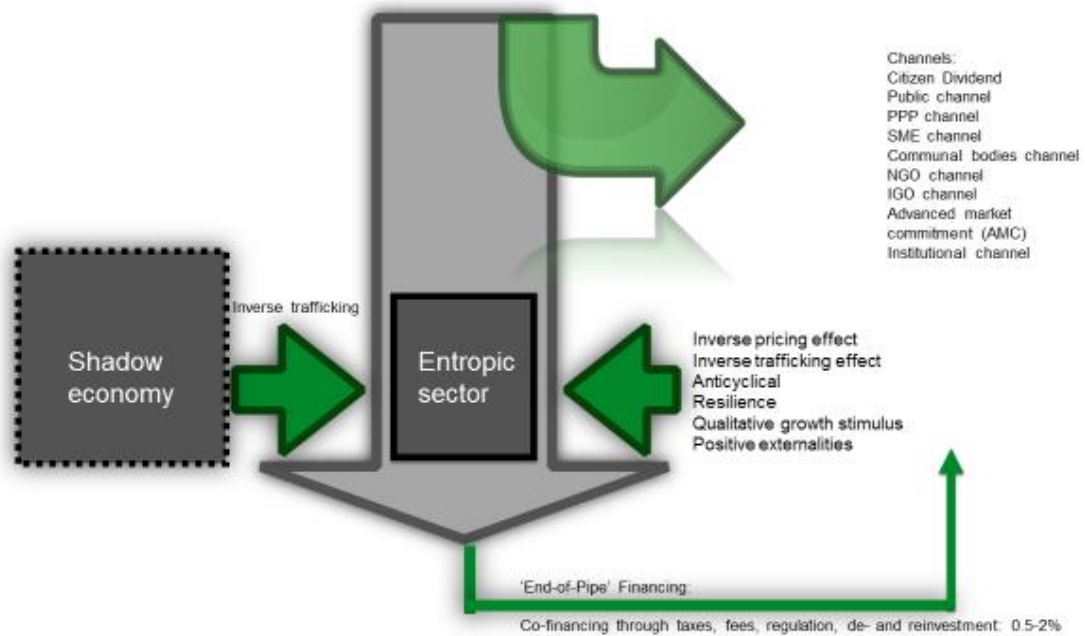 Channels:
Citizen Dividend
Public channel
PPP channel
SME channel
Communal bodies channel
NGO channel
IGO channel
Advanced market
commitment (AMC)
Institutional channel
Inverse trafficking
Shadow
economy
Entropic
sector
Inverse pricing effect
Inverse trafficking effect
Anticyclical
Resilience
Qualitative growth stimulus
Positive externalities
'End-of-Pipe' Financing:
Co-financing through taxes, fees, regulation, de- and reinvestment: 0.5-2%